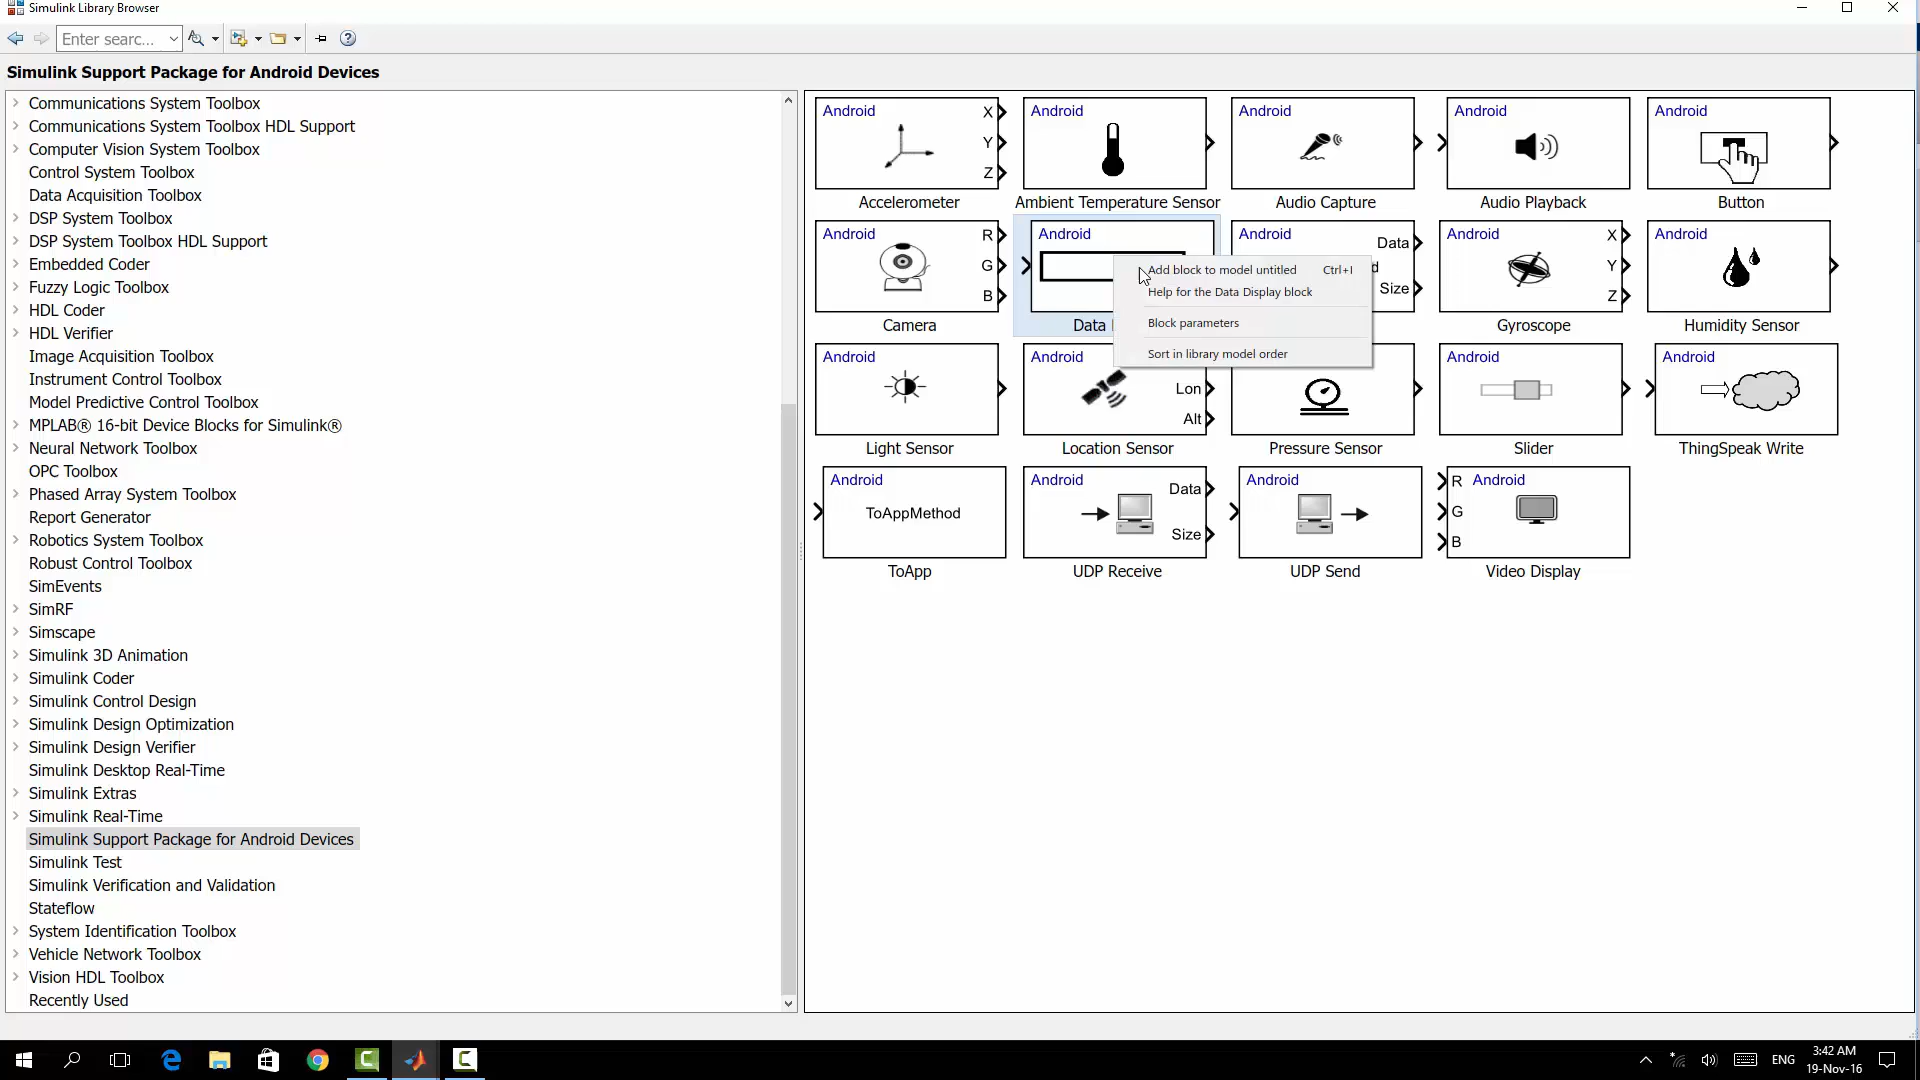 Simulink Library Browser
Enter searc...
Simulink Support Package for Android Devices
Communications System Toolbox
Communications System Toolbox HDL Support
Computer Vision System Toolbox
Control System Toolbox
Data Acquisition Toolbox
DSP System Toolbox
DSP System Toolbox HDL Support
Embedded Coder
Fuzzy Logic Toolbox
HDL Coder
HDL Verifier
Image Acquisition Toolbox
Instrument Control Toolbox
Model Predictive Control Toolbox
MPLAB® 16-bit Device Blocks for Simulink®
Neural Network Toolbox
OPC Toolbox
Phased Array System Toolbox
Report Generator
Robotics System Toolbox
Robust Control Toolbox
SimEvents
SimRF
Simscape
Simulink 3D Animation
Simulink Coder
Simulink Control Design
Simulink Design Optimization
Simulink Design Verifier
Simulink Desktop Real-Time
Simulink Extras
Simulink Real-Time
Simulink Support Package for Android Devices
Simulink Test
Simulink Verification and Validation
Stateflow
System Identification Toolbox
Vehicle Network Toolbox
Vision HDL Toolbox
Recently Used
Android X Y Z
Accelerometer
Android
Ambient Temperature Sensor
Android
Audio Capture
Android
Audio Playback
Android
Button
Android R G B
Camera
Android
Data
Android Data d Size
Android X Y Z
Gyroscope
Android
Humidity Sensor
Add block to model untitled Ctrl+I
Help for the Data Display block
Block parameters
Sort in library model order
Android
Light Sensor
Android Lon Alt
Location Sensor
Pressure Sensor
Android
Slider
Android
ThingSpeak Write
Android
ToAppMethod
ToApp
Android Data Size
UDP Receive
Android
UDP Send
R G B Android
Video Display
ENG
3:42 AM
19-Nov-16